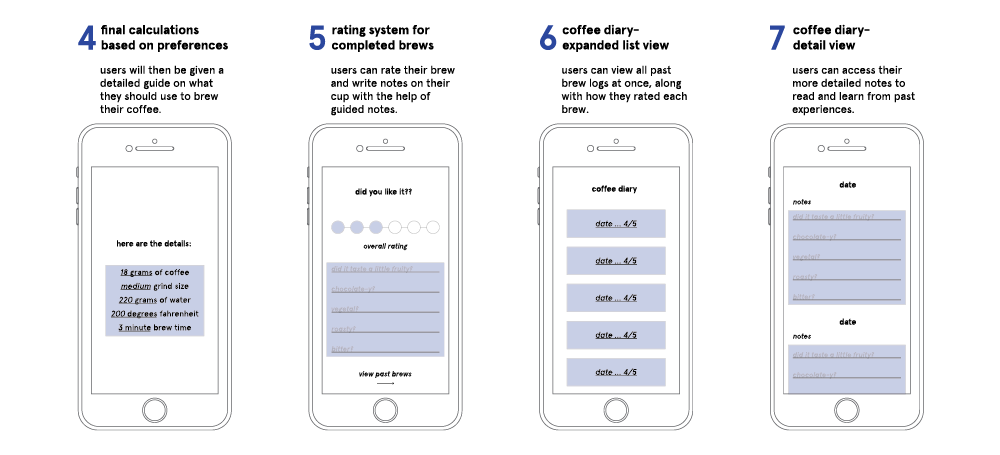 4 final calculations
based on preferences
users will then be given a
detailed guide on what
they should use to brew
their coffee.
here are the details:
18 grams of coffee
medium grind size
220 grams of water
200 degrees fahrenheit
3 minute brew time
5 rating system for
completed brews
users can rate their brew
and write notes on their
cup with the help of
guided notes.
did you like it??
overall rating
did it taste a little fruity?
chocolate-y?
vegetal?
roasty?
bitter?
view past brews
6 coffee diary–
expanded list view
users can view all past
brew logs at once, along
with how they rated each
brew.
coffee diary
date ... 4/5
date ... 4/5
date ... 4/5
date ... 4/5
date ... 4/5
7 coffee diary–
detail view
users can access their
more detailed notes to
read and learn from past
experiences.
date
notes
did it taste a little fruity?
chocolate-y?
vegetal?
roasty?
bitter?
date
notes
did it taste a little fruity?
chocolate-y?